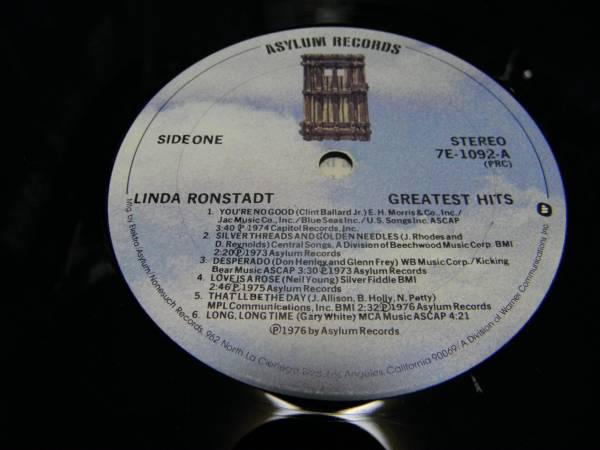 ASYLUM RECORDS
SIDE ONE
STEREO
7E-1092-A
(PRC)
LINDA RONSTADT
GREATEST HITS
1. YOU'RE NO GOOD (Clint Ballard Jr.) E. H. Morris & Co., Inc./
Jac Music Co., Inc./Blue Seas Inc./U.S. Songs Inc. ASCAP
3:40 Ⓟ 1974 Capitol Records, Inc.
2. SILVER THREADS AND GOLDEN NEEDLES (J. Rhodes and
D. Reynolds) Central Songs, A Division of Beechwood Music Corp. BMI
2:20 Ⓟ 1973 Asylum Records
3. DESPERADO (Don Henley and Glenn Frey) WB Music Corp./Kicking
Bear Music ASCAP 3:30 Ⓟ 1973 Asylum Records
4. LOVE IS A ROSE (Neil Young) Silver Fiddle BMI
2:46 Ⓟ 1975 Asylum Records
5. THAT'LL BE THE DAY (J. Allison, B. Holly, N. Petty)
MPL Communications, Inc. BMI 2:32 Ⓟ 1976 Asylum Records
6. LONG, LONG TIME (Gary White) MCA Music ASCAP 4:21
Ⓟ 1976 by Asylum Records
Mfg. by Elektra/Asylum/Nonesuch Records, 962 North La Cienega Blvd., Los Angeles, California 90069/A Division of Warner Communications Inc.